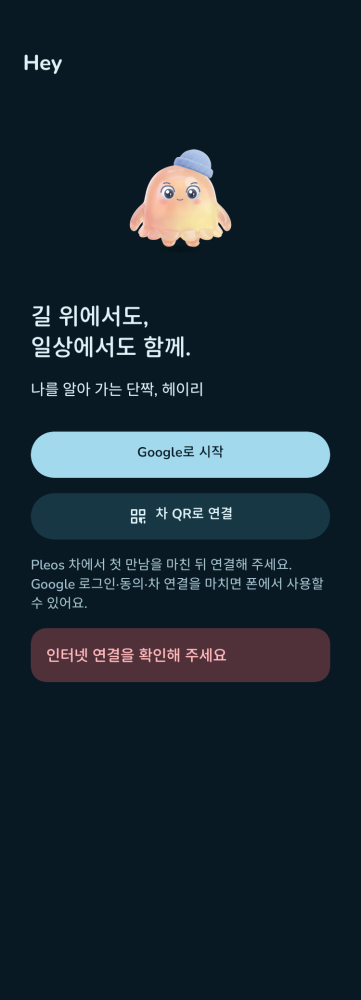 Hey
길 위에서도,
일상에서도 함께.
나를 알아 가는 단짝, 헤이리
Google로 시작
차 QR로 연결
Pleos 차에서 첫 만남을 마친 뒤 연결해 주세요.
Google 로그인·동의·차 연결을 마치면 폰에서 사용할
수 있어요.
인터넷 연결을 확인해 주세요